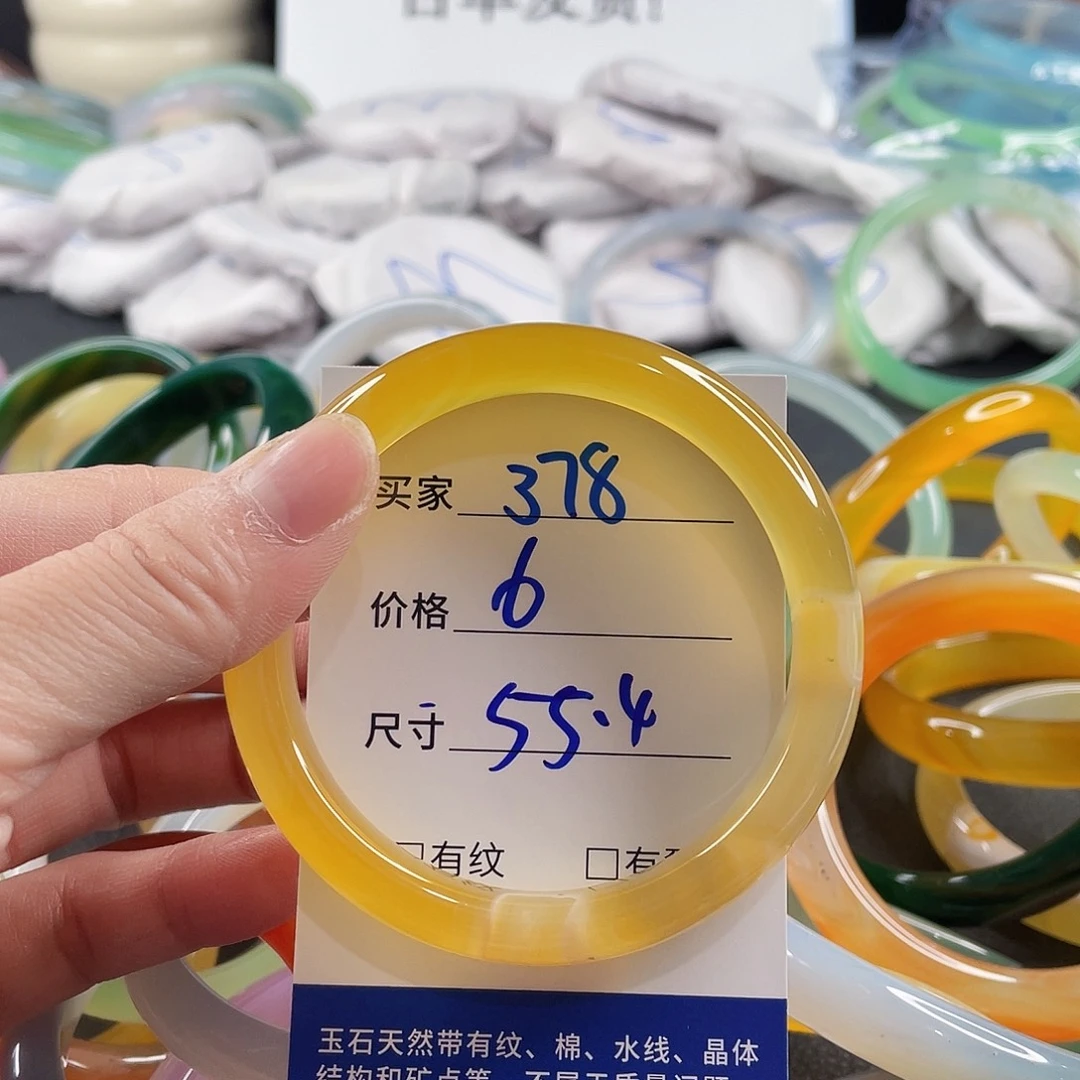 买家 378
价格 6
尺寸 55.4
□有纹 □有
玉石天然带有纹、棉、水线、晶体